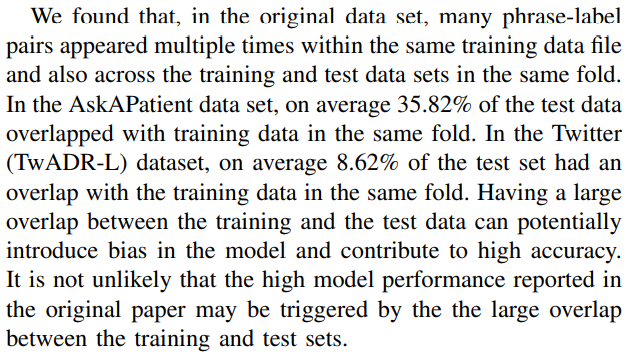 We found that, in the original data set, many phrase-label
pairs appeared multiple times within the same training data file
and also across the training and test data sets in the same fold.
In the AskAPatient data set, on average 35.82% of the test data
overlapped with training data in the same fold. In the Twitter
(TwADR-L) dataset, on average 8.62% of the test set had an
overlap with the training data in the same fold. Having a large
overlap between the training and the test data can potentially
introduce bias in the model and contribute to high accuracy.
It is not unlikely that the high model performance reported in
the original paper may be triggered by the the large overlap
between the training and test sets.